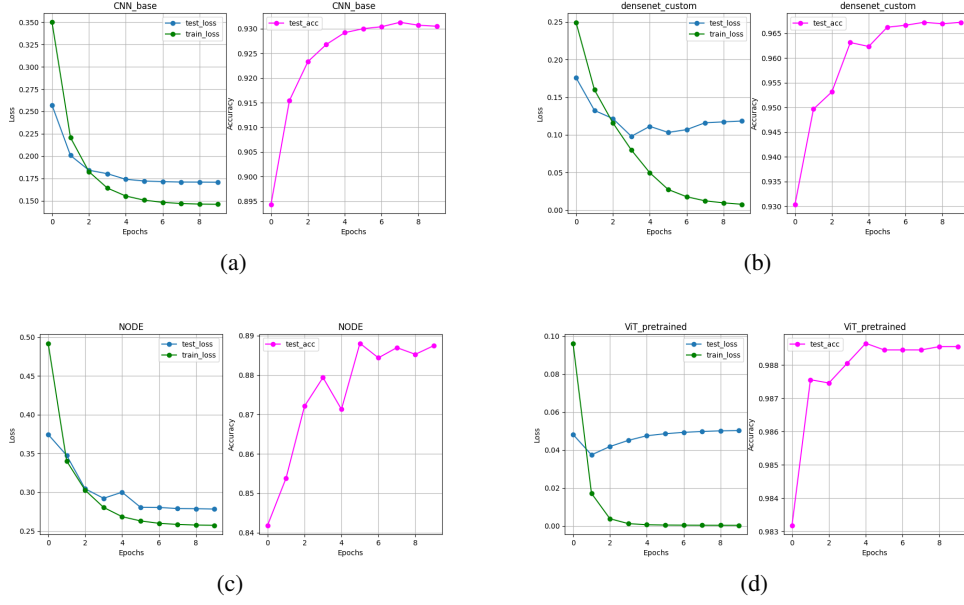 CNN_base
0.350
0.325
0.300
0.275
0.250
0.225
0.200
0.175
0.150
Loss
test_loss
train_loss
0 2 4 6 8
Epochs
CNN_base
0.930
0.925
0.920
0.915
0.910
0.905
0.900
0.895
Accuracy
test_acc
0 2 4 6 8
Epochs
(a)
densenet_custom
0.25
0.20
0.15
0.10
0.05
0.00
Loss
test_loss
train_loss
0 2 4 6 8
Epochs
densenet_custom
0.965
0.960
0.955
0.950
0.945
0.940
0.935
0.930
Accuracy
test_acc
0 2 4 6 8
Epochs
(b)
NODE
0.50
0.45
0.40
0.35
0.30
0.25
Loss
test_loss
train_loss
0 2 4 6 8
Epochs
NODE
0.89
0.88
0.87
0.86
0.85
0.84
Accuracy
test_acc
0 2 4 6 8
Epochs
(c)
ViT_pretrained
0.10
0.08
0.06
0.04
0.02
0.00
Loss
test_loss
train_loss
0 2 4 6 8
Epochs
ViT_pretrained
0.988
0.987
0.986
0.985
0.984
0.983
Accuracy
test_acc
0 2 4 6 8
Epochs
(d)